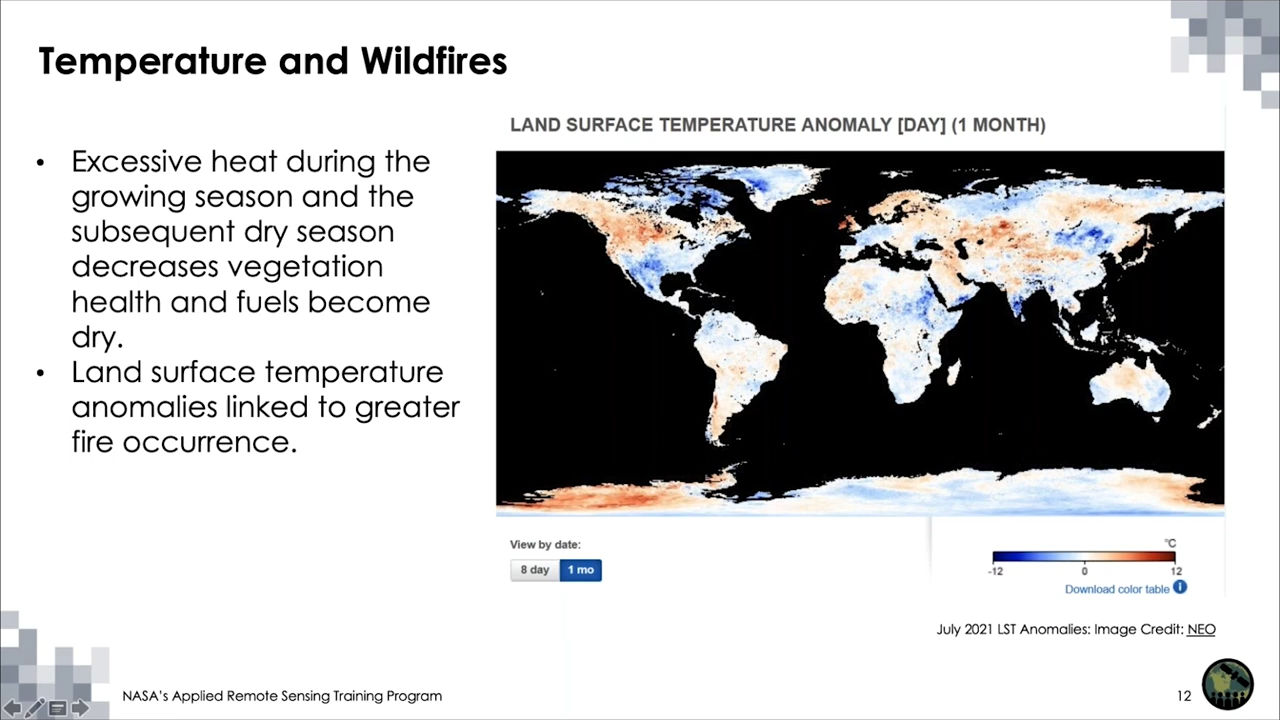 Temperature and Wildfires
• Excessive heat during the
growing season and the
subsequent dry season
decreases vegetation
health and fuels become
dry.
• Land surface temperature
anomalies linked to greater
fire occurrence.
LAND SURFACE TEMPERATURE ANOMALY [DAY] (1 MONTH)
View by date:
8 day 1 mo
°C
-12 0 12
Download color table i
July 2021 LST Anomalies: Image Credit: NEO
NASA's Applied Remote Sensing Training Program
12